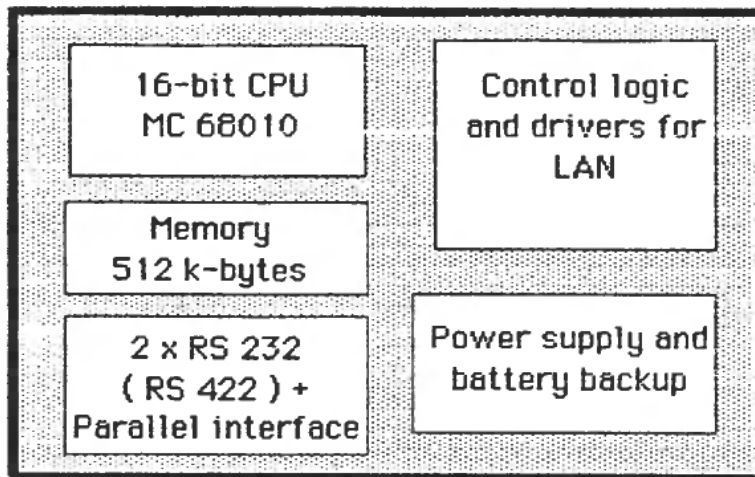 16-bit CPU
MC 68010
Memory
512 k-bytes
2 x RS 232
( RS 422 ) +
Parallel interface
Control logic
and drivers for
LAN
Power supply and
battery backup